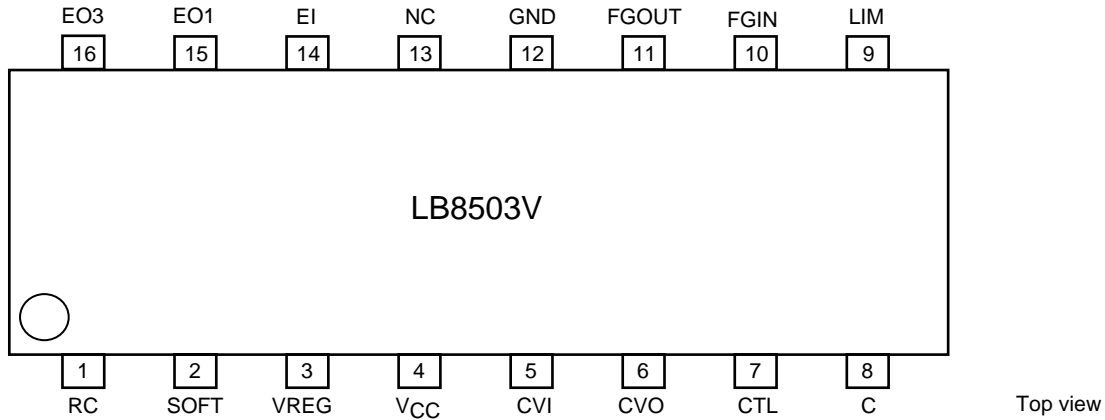 EO3 EO1 EI NC GND FGOUT FGIN LIM
16 15 14 13 12 11 10 9
LB8503V
1 2 3 4 5 6 7 8
RC SOFT VREG VCC CVI CVO CTL C
Top view